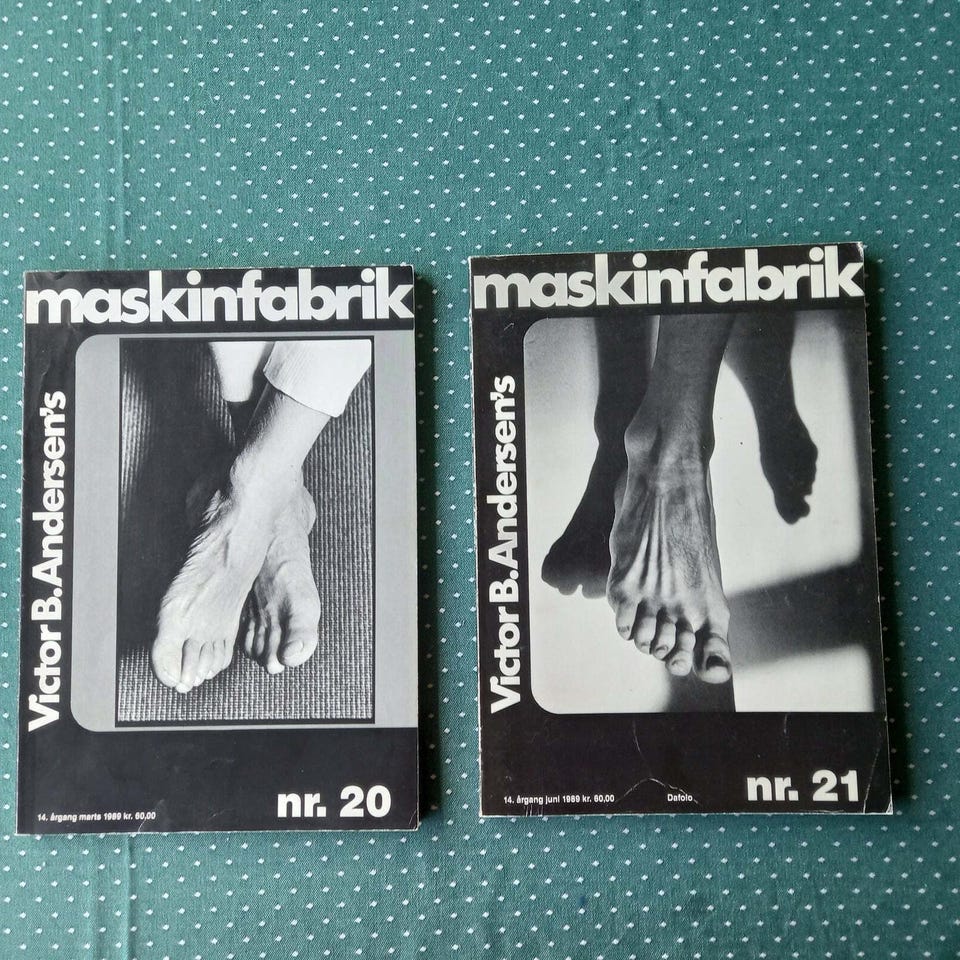 maskinfabrik
Victor B. Andersen's
14. årgang marts 1989 kr. 60,00
nr. 20
maskinfabrik
Victor B. Andersen's
14. årgang juni 1989 kr. 60,00
Dafolo
nr. 21